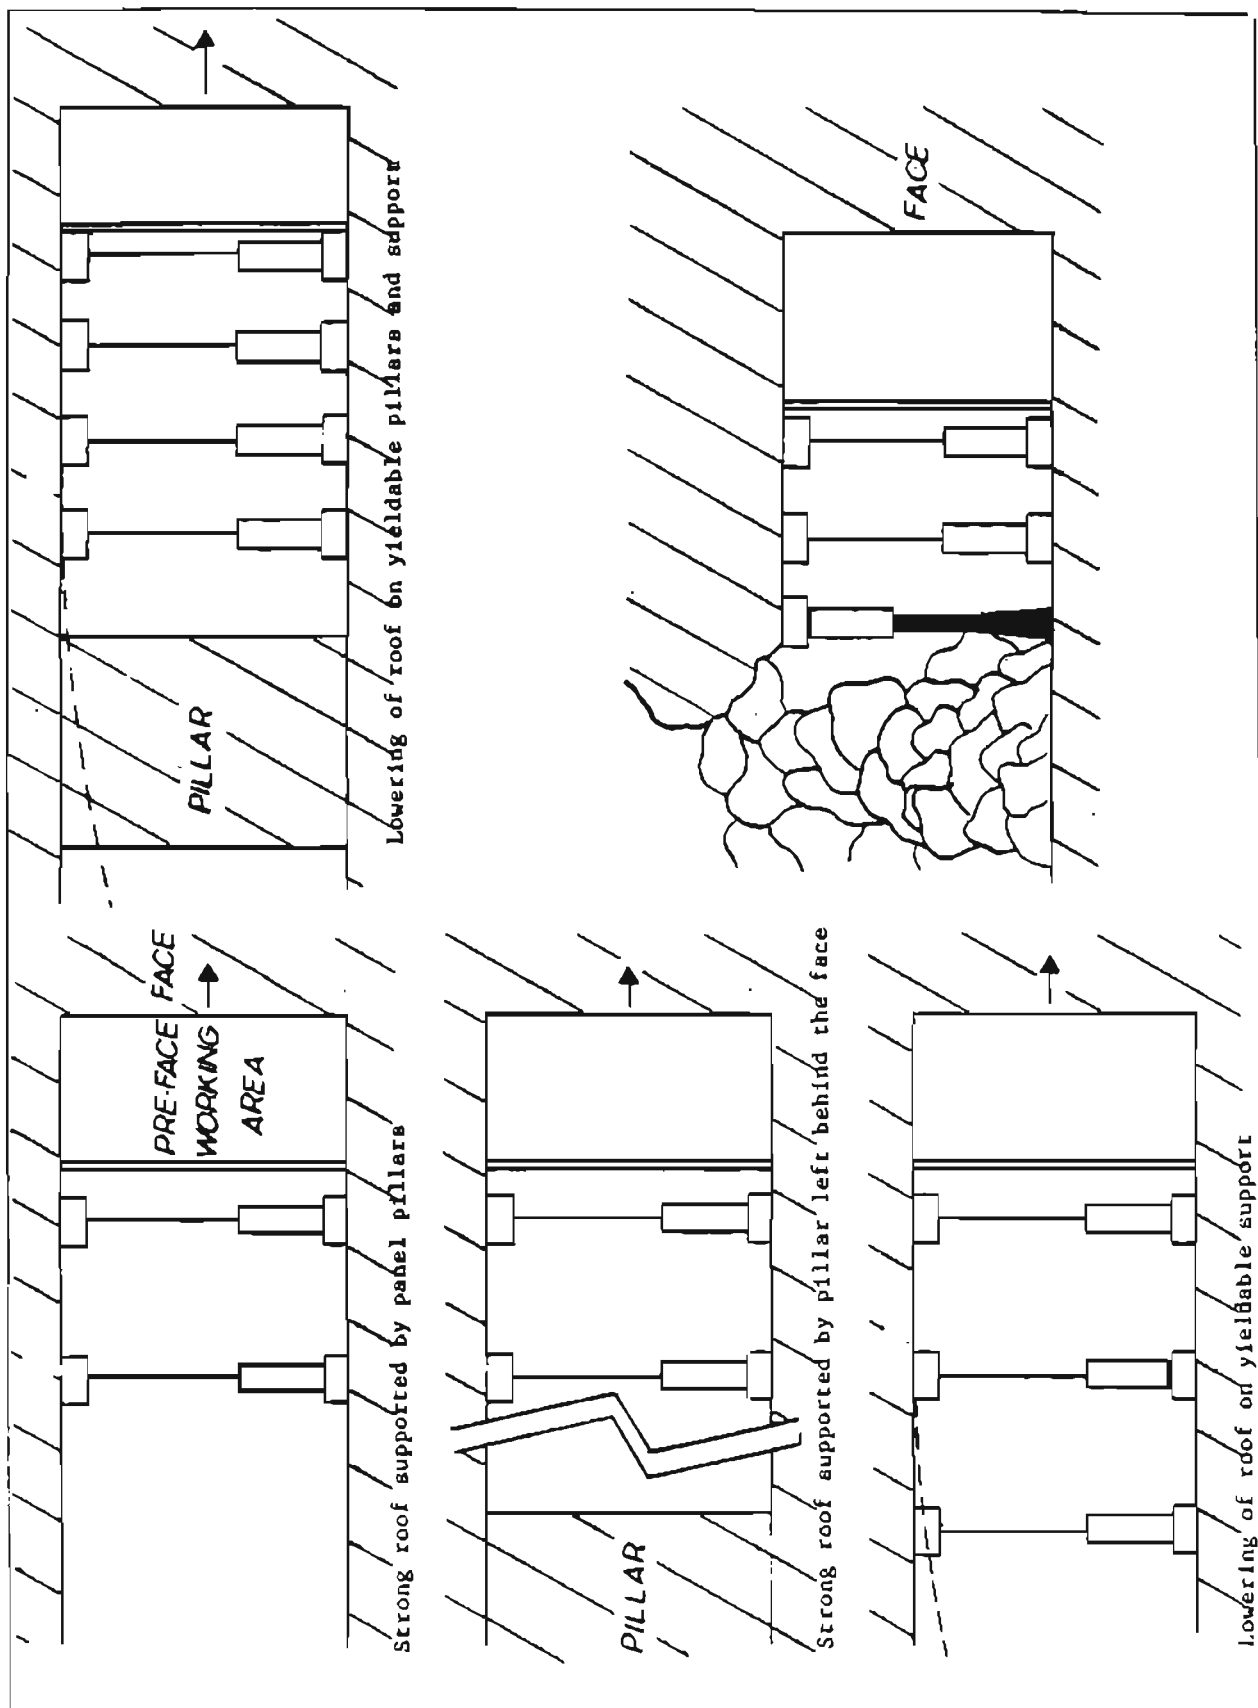 PRE-FACE
WORKING
AREA
FACE
Strong roof supported by panel pillars
PILLAR
Strong roof supported by pillar left behind the face
Lowering of roof on yieldable support
PILLAR
Lowering of roof on yieldable pillars and support
FACE